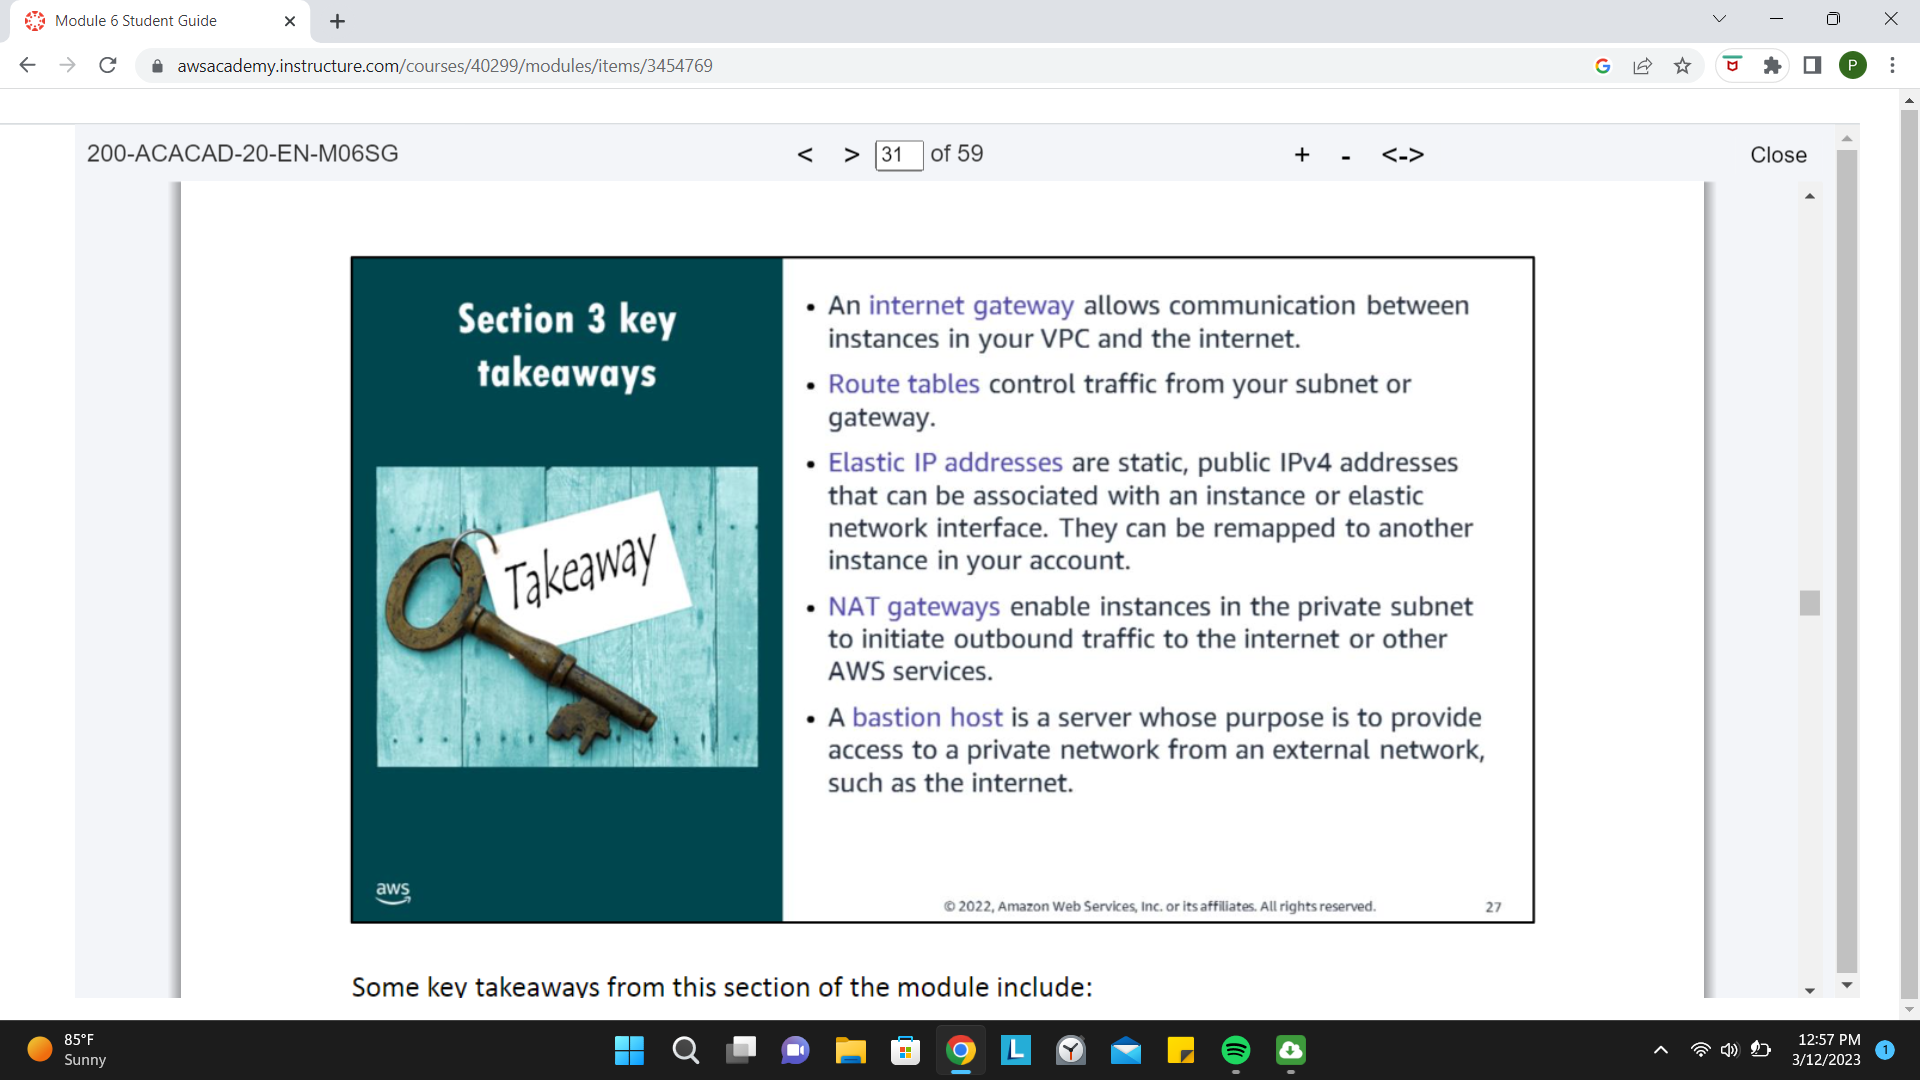 Module 6 Student Guide
awsacademy.instructure.com/courses/40299/modules/items/3454769
P
200-ACACAD-20-EN-M06SG
< > 31 of 59
+ - <-> Close
Section 3 key
takeaways
Takeaway
aws
• An internet gateway allows communication between
instances in your VPC and the internet.
• Route tables control traffic from your subnet or
gateway.
• Elastic IP addresses are static, public IPv4 addresses
that can be associated with an instance or elastic
network interface. They can be remapped to another
instance in your account.
• NAT gateways enable instances in the private subnet
to initiate outbound traffic to the internet or other
AWS services.
• A bastion host is a server whose purpose is to provide
access to a private network from an external network,
such as the internet.
© 2022, Amazon Web Services, Inc. or its affiliates. All rights reserved. 27
Some key takeaways from this section of the module include:
85°F
Sunny
L
12:57 PM
3/12/2023
1